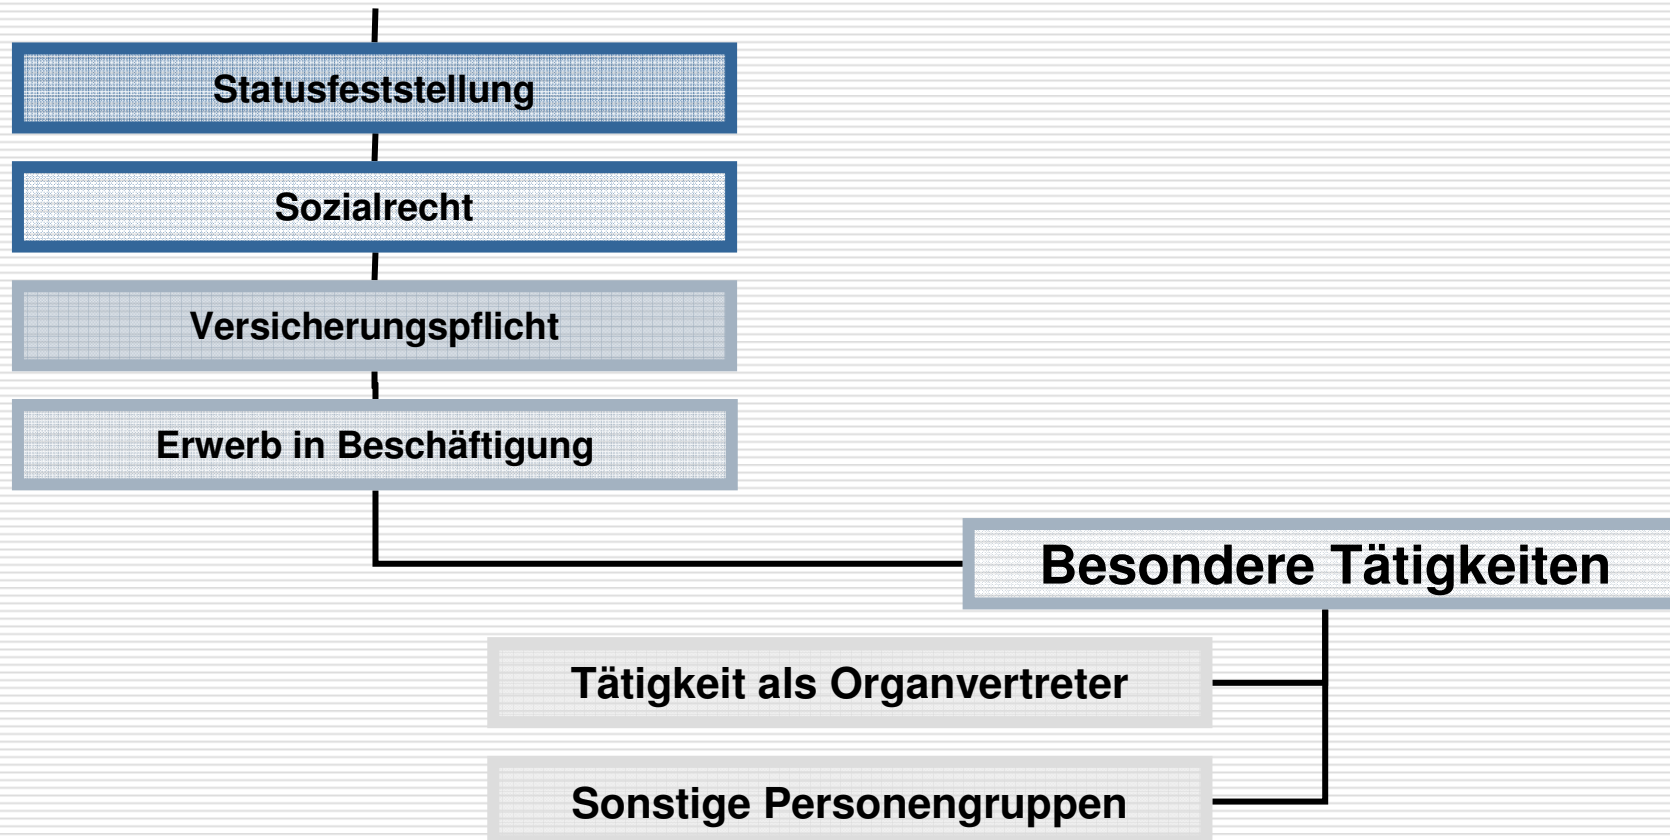 Statusfeststellung
Sozialrecht
Versicherungspflicht
Erwerb in Beschäftigung
Besondere Tätigkeiten
Tätigkeit als Organvertreter
Sonstige Personengruppen